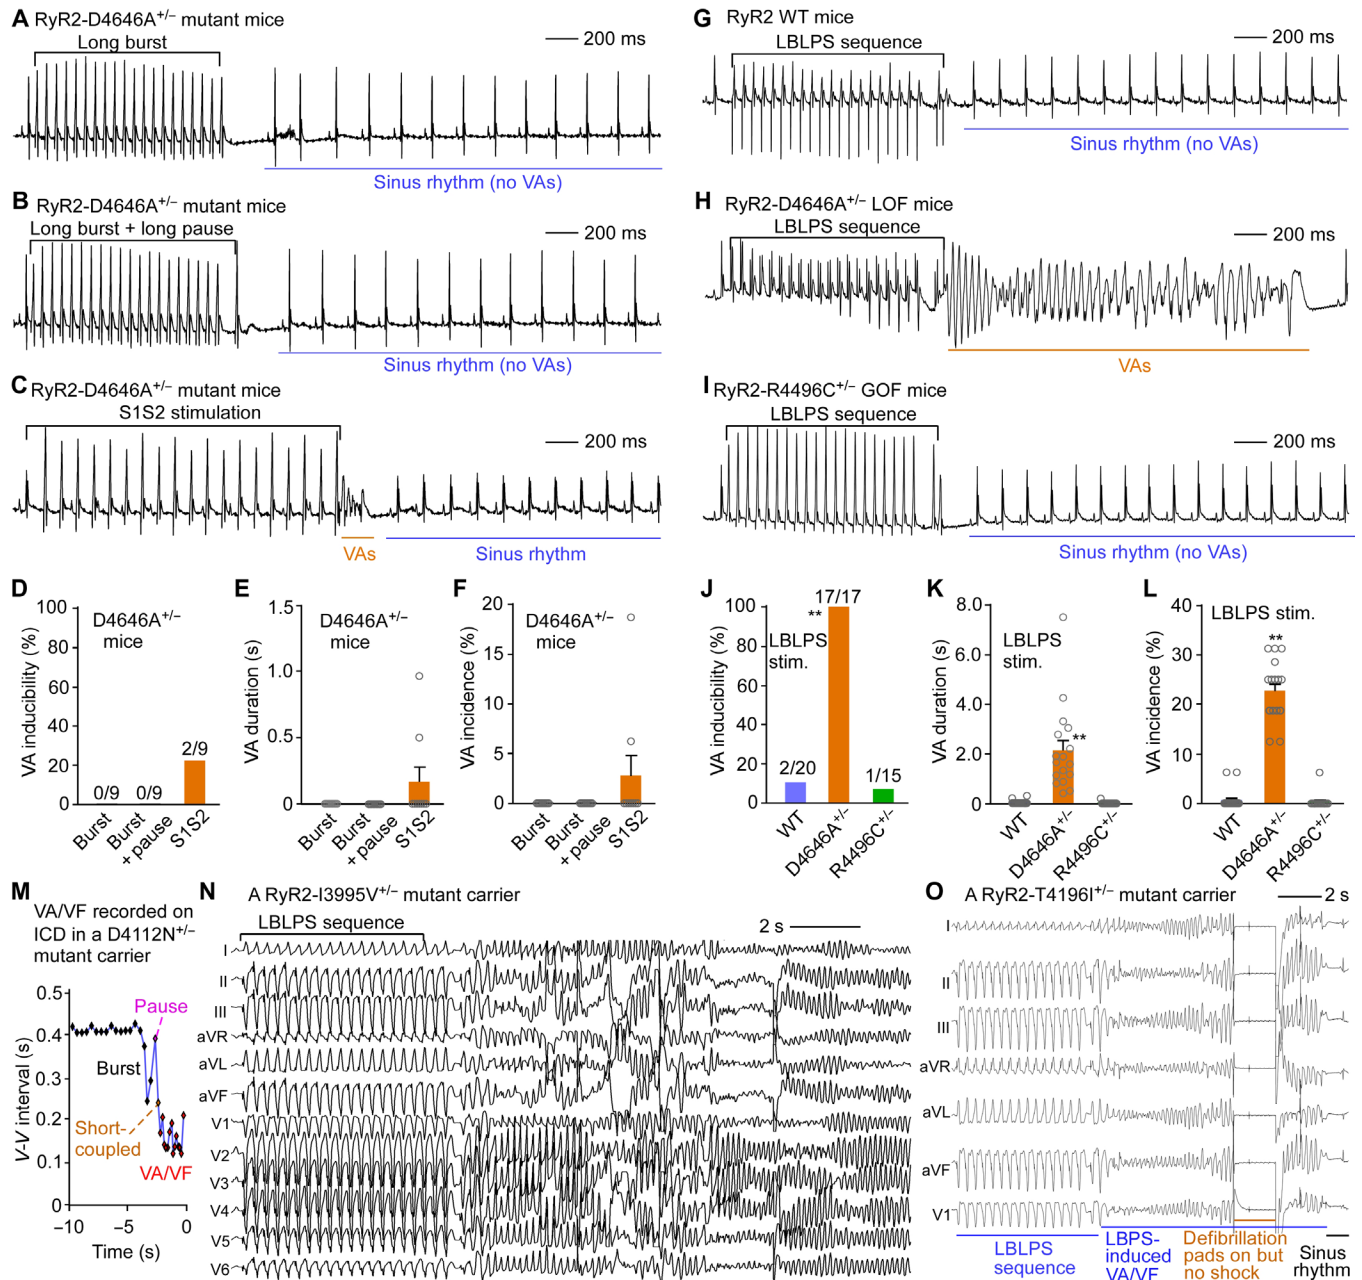 A RyR2-D4646A+/– mutant mice
Long burst
200 ms
Sinus rhythm (no VAs)
B RyR2-D4646A+/– mutant mice
Long burst + long pause
200 ms
Sinus rhythm (no VAs)
C RyR2-D4646A+/– mutant mice
S1S2 stimulation
200 ms
VAs
Sinus rhythm
G RyR2 WT mice
LBLPS sequence
200 ms
Sinus rhythm (no VAs)
H RyR2-D4646A+/– LOF mice
LBLPS sequence
200 ms
VAs
I RyR2-R4496C+/– GOF mice
LBLPS sequence
200 ms
Sinus rhythm (no VAs)
D
VA inducibility (%)
100
80
60
40
20
0
D4646A+/–
mice
0/9
0/9
2/9
Burst
Burst
+ pause
S1S2
E
VA duration (s)
1.5
1.0
0.5
0
D4646A+/–
mice
Burst
Burst
+ pause
S1S2
F
VA incidence (%)
20
15
10
5
0
D4646A+/–
mice
Burst
Burst
+ pause
S1S2
J
VA inducibility (%)
100
80
60
40
20
0
LBLPS
stim.
**
2/20
17/17
1/15
WT
D4646A+/–
R4496C+/–
K
VA duration (s)
8.0
6.0
4.0
2.0
0
LBLPS
stim.
**
WT
D4646A+/–
R4496C+/–
L
VA incidence (%)
40
30
20
10
0
LBLPS stim.
**
WT
D4646A+/–
R4496C+/–
M
VA/VF recorded on
ICD in a D4112N+/–
mutant carrier
V-V interval (s)
0.5
0.4
0.3
0.2
0.1
0
Pause
Burst
Short-
coupled
VA/VF
–10
–5
0
Time (s)
N A RyR2-I3995V+/– mutant carrier
LBLPS sequence
2 s
I
II
III
aVR
aVL
aVF
V1
V2
V3
V4
V5
V6
O A RyR2-T4196I+/– mutant carrier
2 s
I
II
III
aVR
aVL
aVF
V1
LBLPS
sequence
LBPS-
induced
VA/VF
Defibrillation
pads on but
no shock
Sinus
rhythm